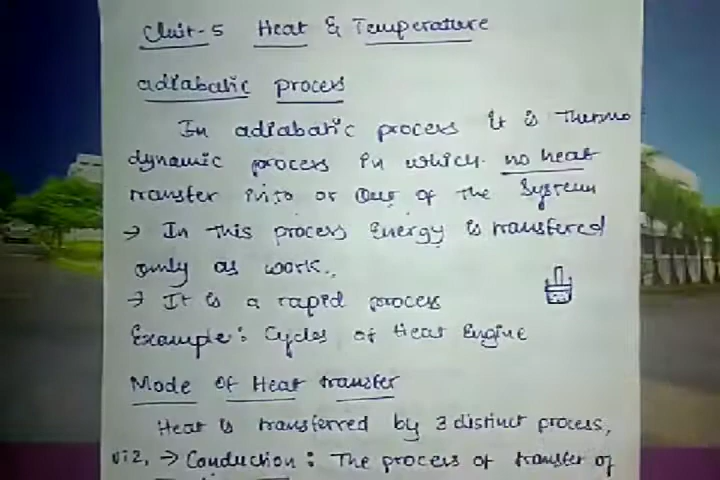 Unit-5 Heat & Temperature
adiabatic process
In adiabatic process it is Thermo
dynamic process in which no heat
transfer into or Out of the System
→ In this process Energy is transferred
only as work.,
→ It is a rapid process
Example: Cycles of Heat Engine
Mode of Heat transfer
Heat is transferred by 3 distinct process,
viz, → Conduction: The process of transfer of